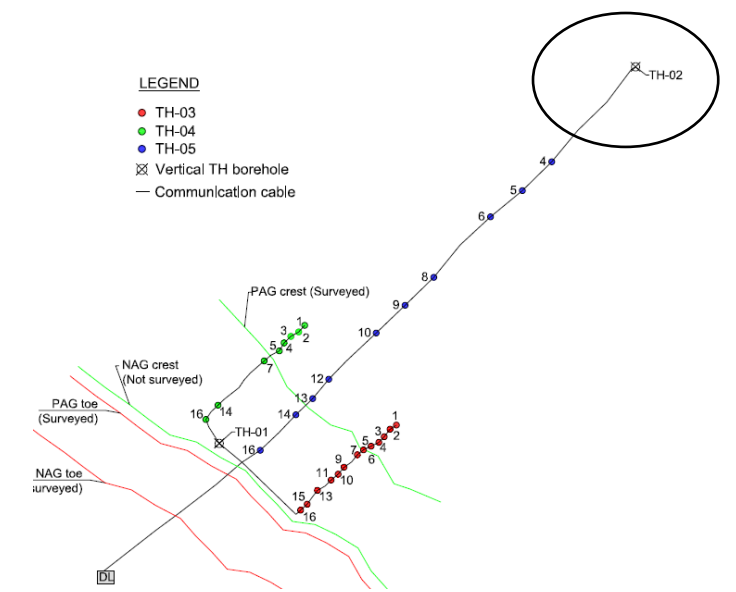 LEGEND
TH-03
TH-04
TH-05
Vertical TH borehole
Communication cable
TH-02
4
5
6
8
9
10
12
13
14
16
PAG crest (Surveyed)
1
2
3
4
5
7
14
16
TH-01
NAG crest
(Not surveyed)
PAG toe
(Surveyed)
NAG toe
surveyed)
1
2
3
4
5
6
7
9
10
11
13
15
16
DL